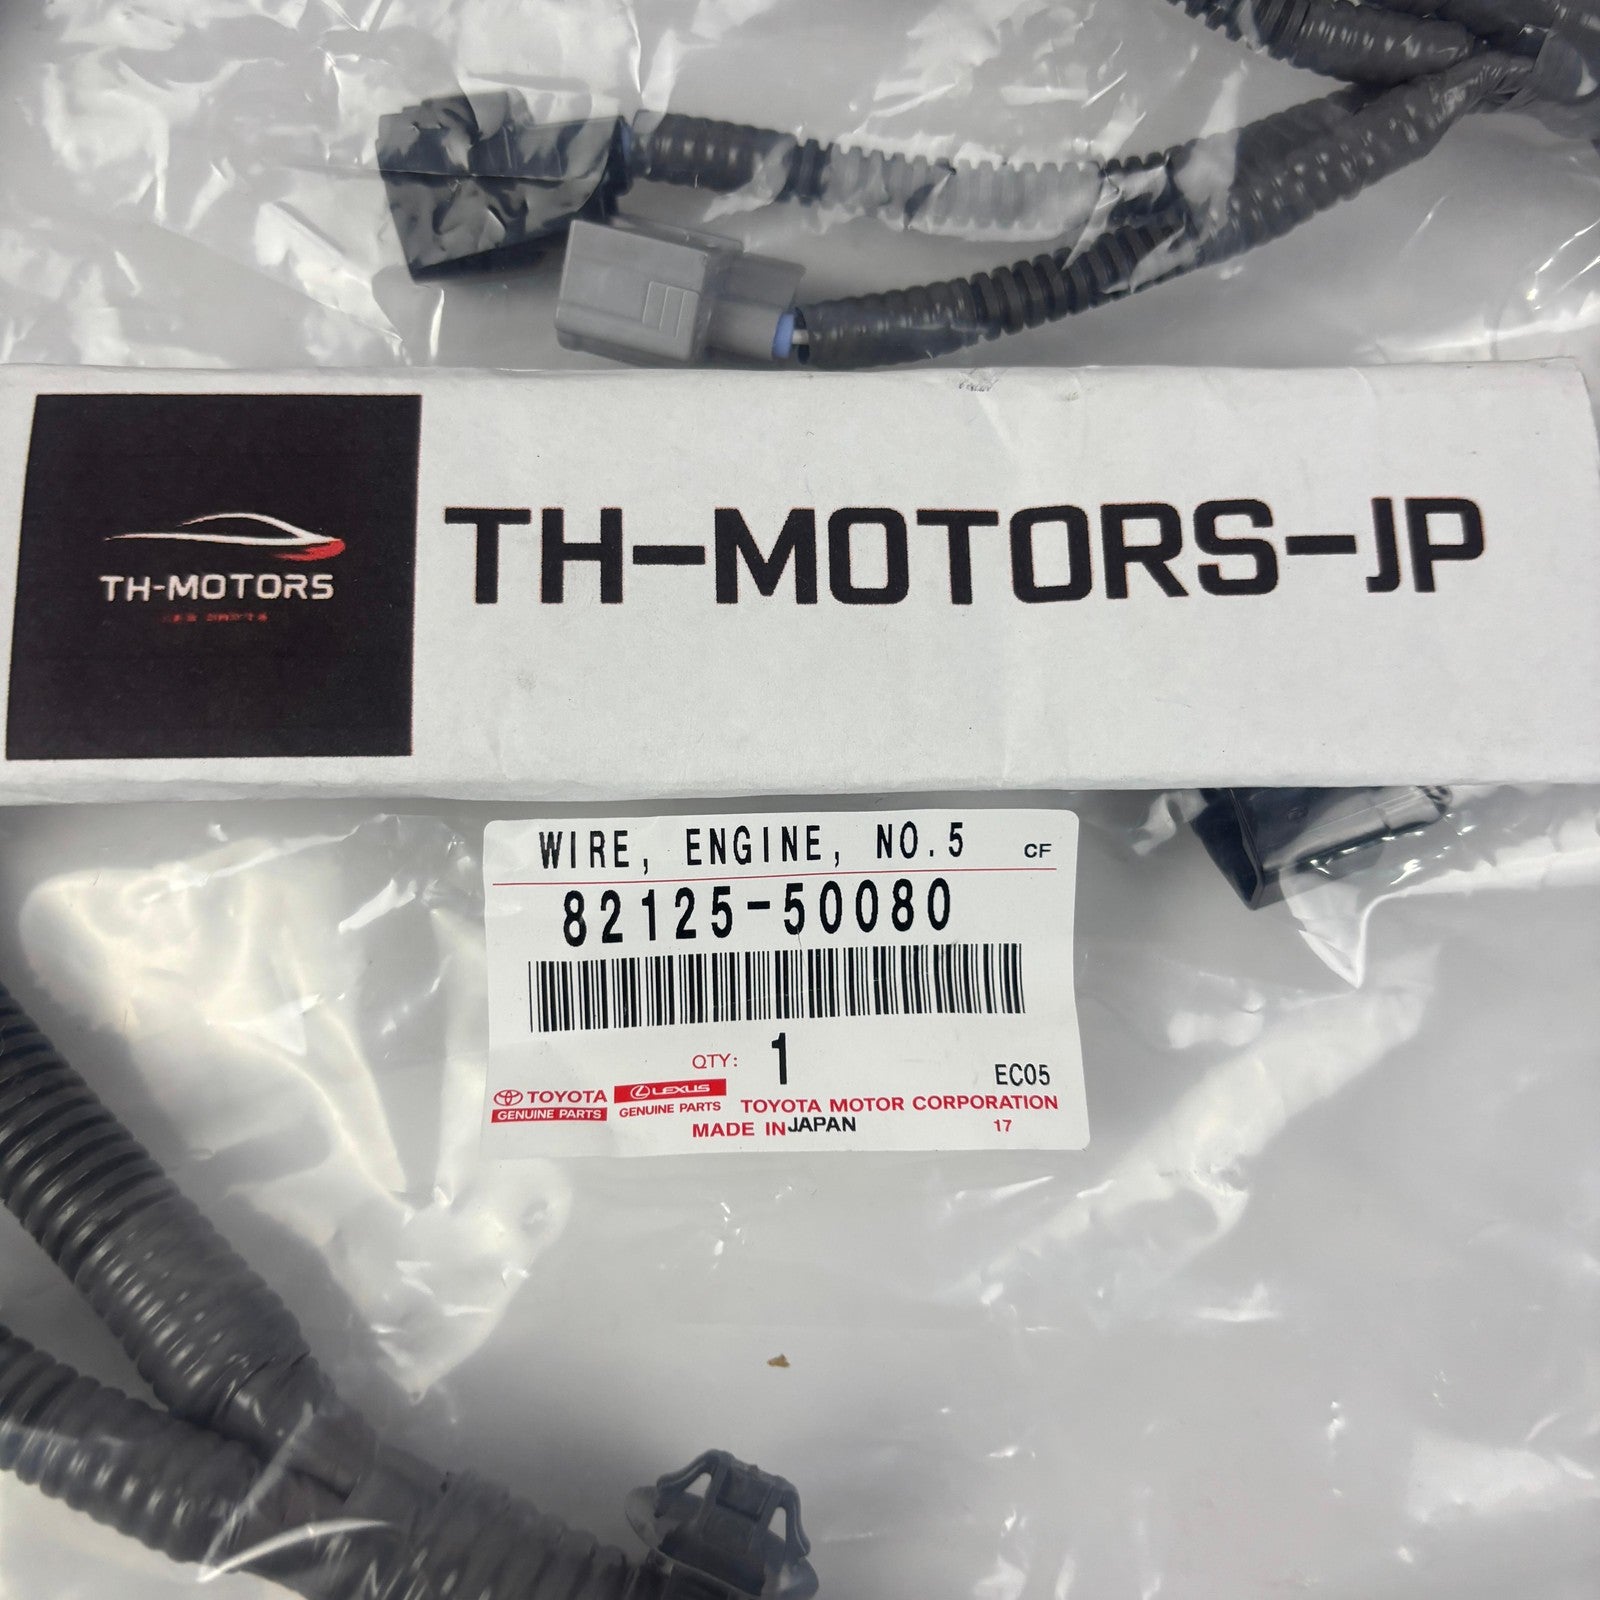 TH-MOTORS
TH-MOTORS-JP
WIRE, ENGINE, NO.5 CF
82125-50080
QTY: 1
EC05
TOYOTA
GENUINE PARTS
LEXUS
GENUINE PARTS
TOYOTA MOTOR CORPORATION
MADE IN JAPAN
17